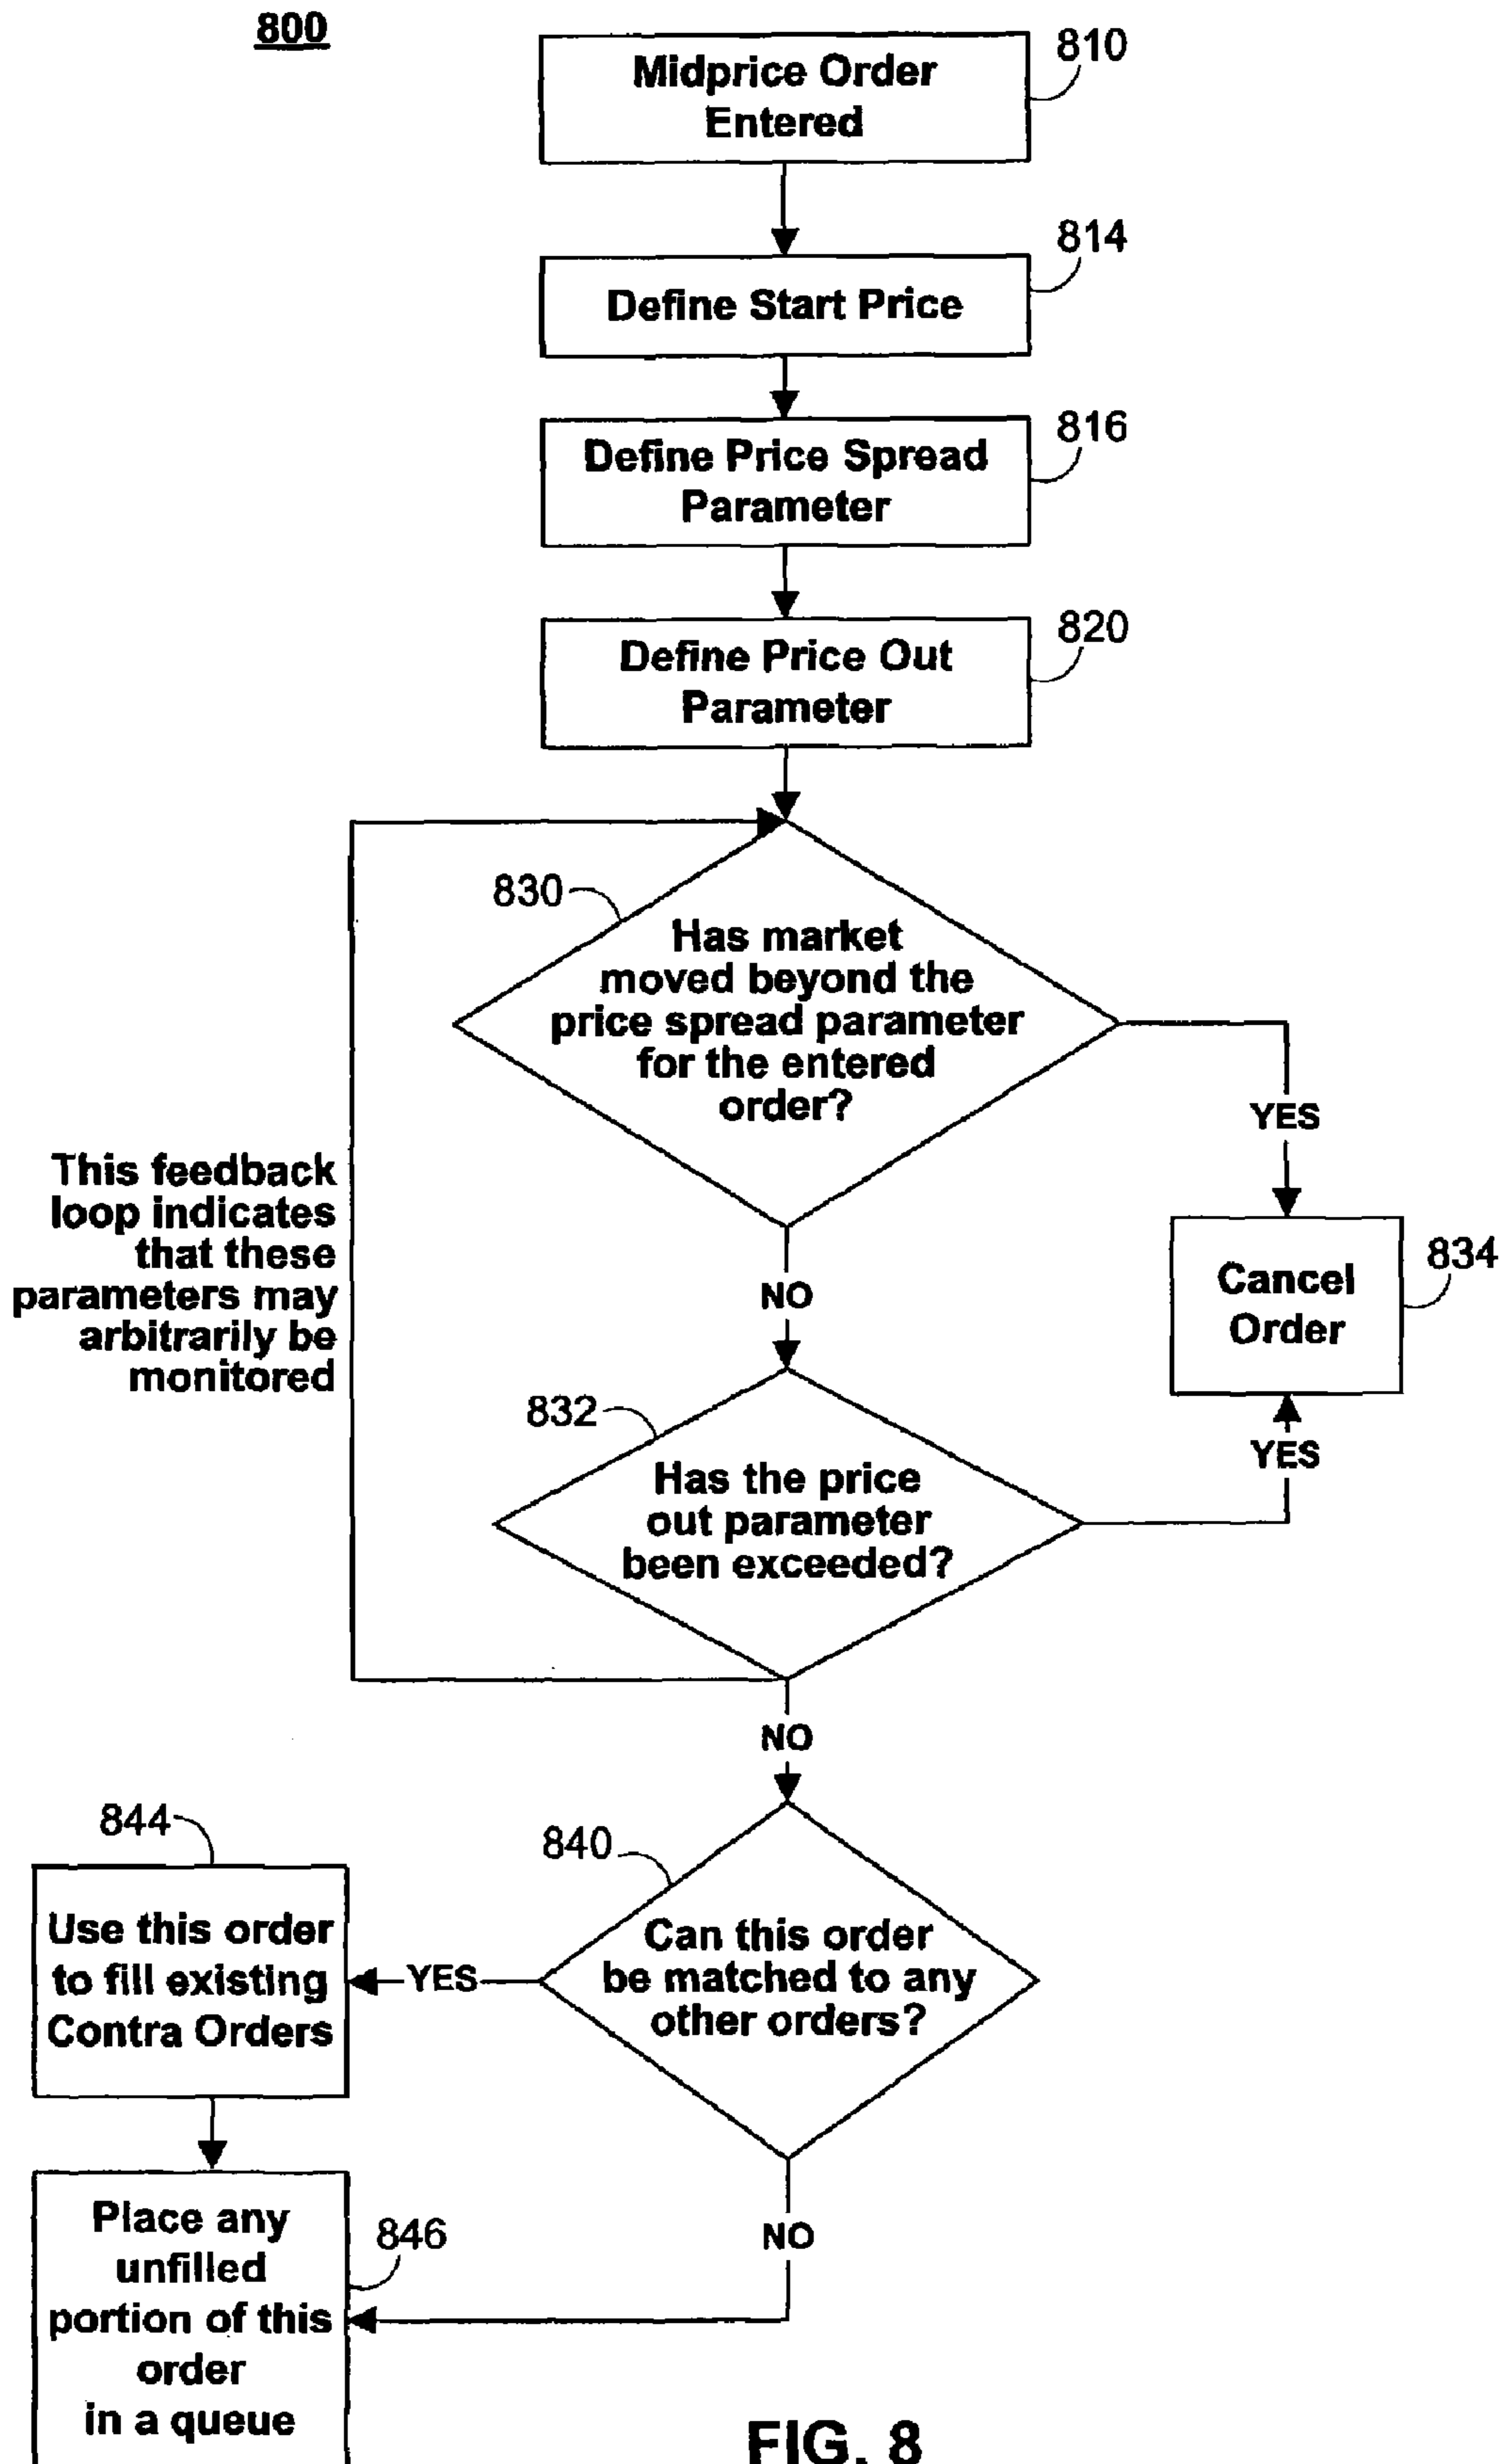 800
Midprice Order
Entered
810
Define Start Price
814
Define Price Spread
Parameter
816
Define Price Out
Parameter
820
830
Has market
moved beyond the
price spread parameter
for the entered
order?
YES
NO
This feedback
loop indicates
that these
parameters may
arbitrarily be
monitored
Cancel
Order
834
832
Has the price
out parameter
been exceeded?
YES
NO
840
Can this order
be matched to any
other orders?
YES
844
Use this order
to fill existing
Contra Orders
NO
Place any
unfilled
portion of this
order
in a queue
846
FIG. 8